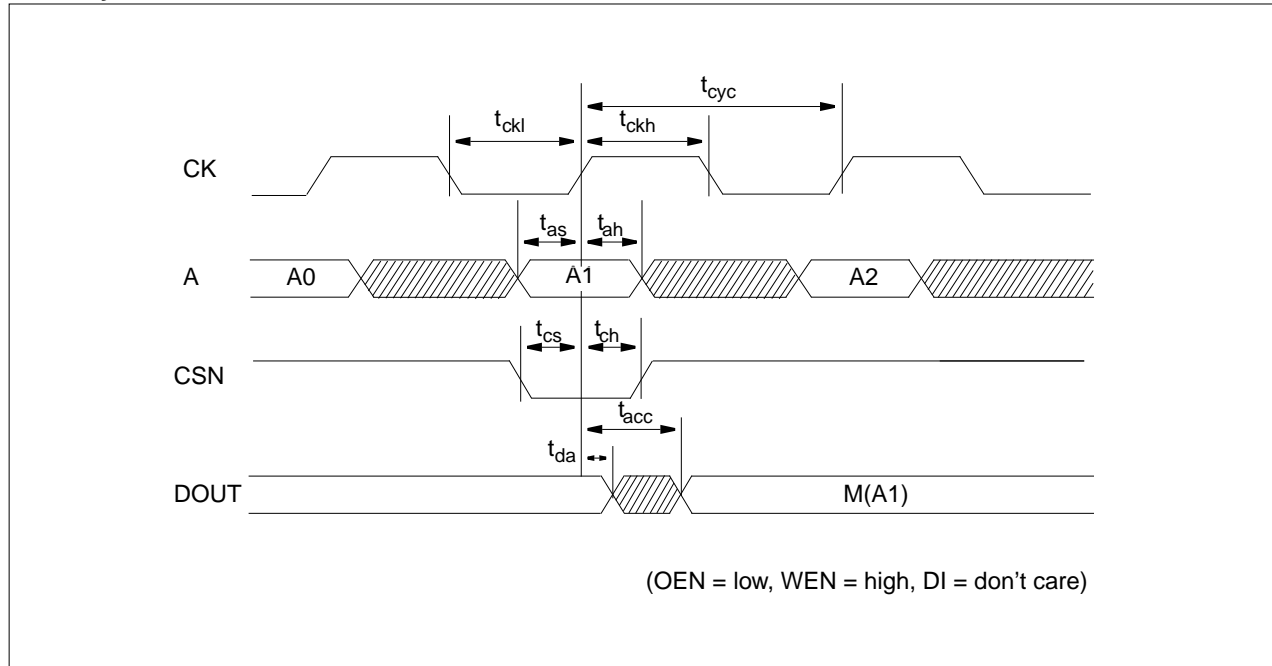 tcyc
tckl
tckh
CK
tas
tah
A
A0
A1
A2
tcs
tch
CSN
tacc
tda
DOUT
M(A1)
(OEN = low, WEN = high, DI = don't care)